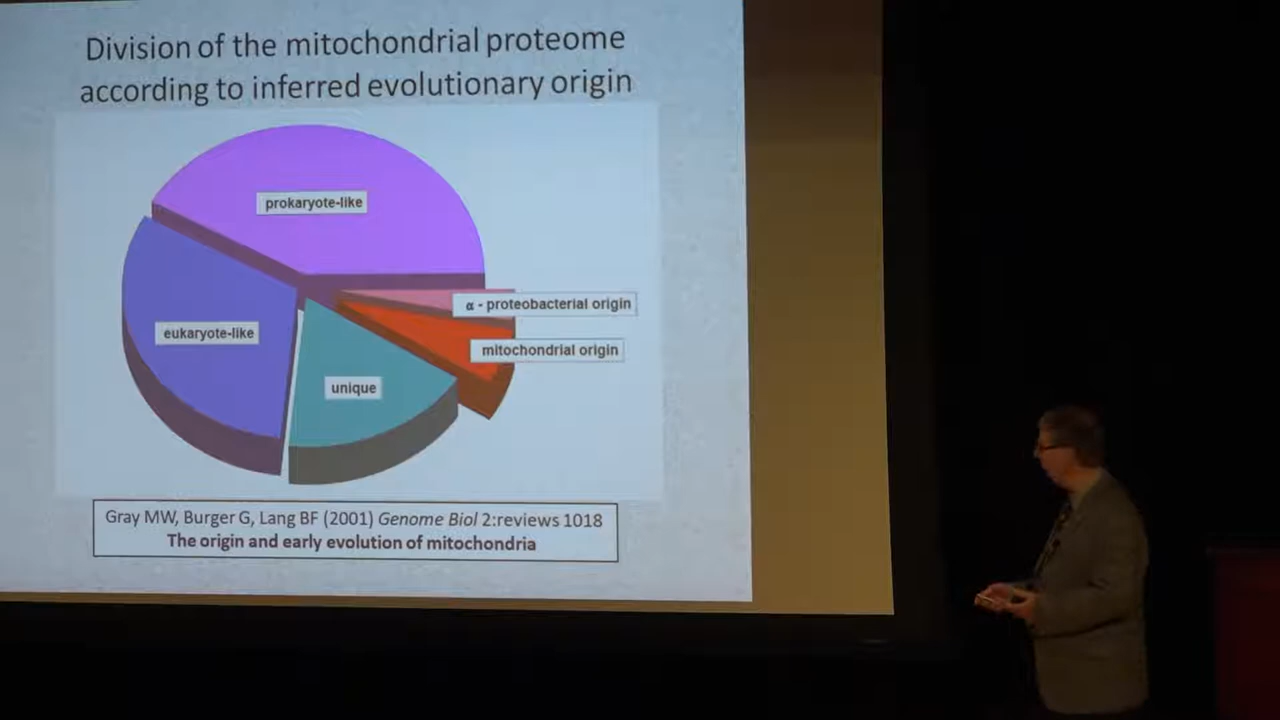 Division of the mitochondrial proteome
according to inferred evolutionary origin
prokaryote-like
α - proteobacterial origin
eukaryote-like
mitochondrial origin
unique
Gray MW, Burger G, Lang BF (2001) Genome Biol 2:reviews 1018
The origin and early evolution of mitochondria